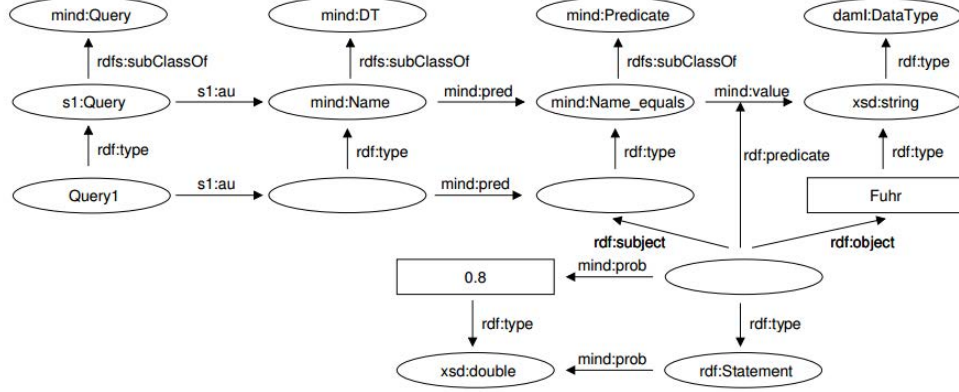 mind:Query mind:DT mind:Predicate daml:DataType
rdfs:subClassOf rdfs:subClassOf rdfs:subClassOf rdf:type
s1:Query s1:au mind:Name mind:pred mind:Name_equals mind:value xsd:string
rdf:type rdf:type rdf:type rdf:predicate rdf:type
Query1 s1:au mind:pred Fuhr
rdf:subject rdf:object
0.8 mind:prob
rdf:type rdf:type
xsd:double mind:prob rdf:Statement